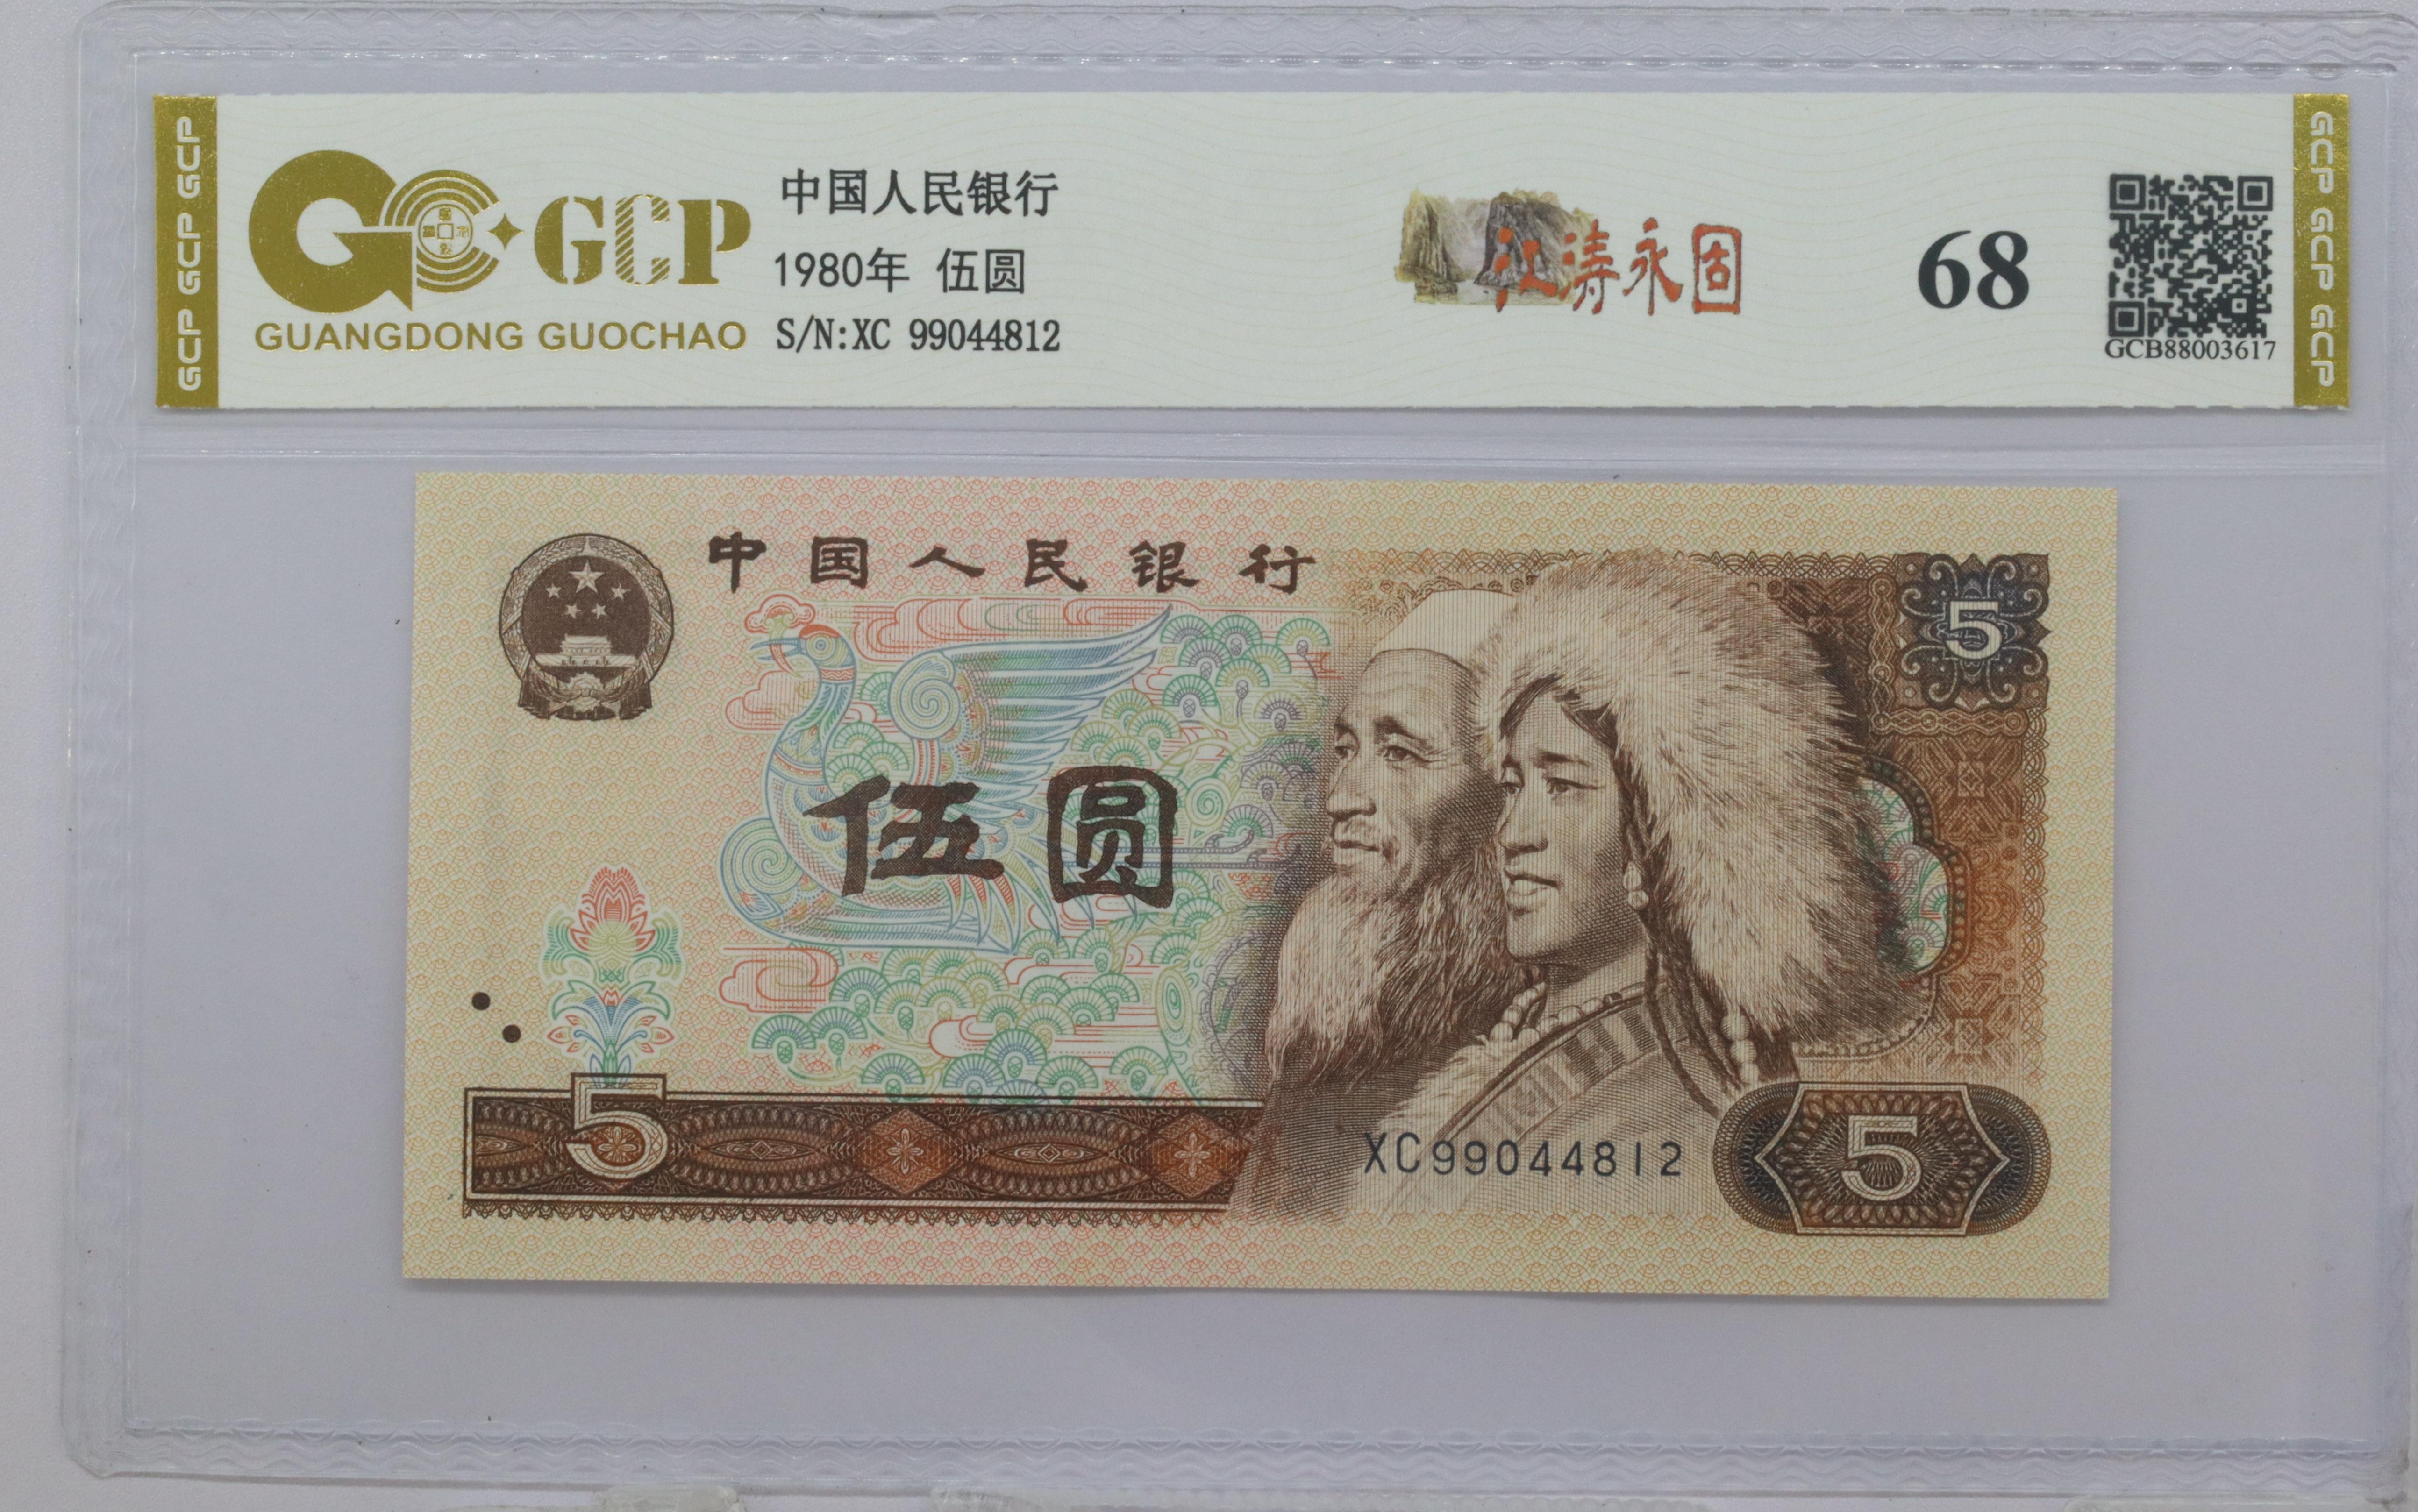 GCP GCP GCP
GCP
GUANGDONG GUOCHAO
中国人民银行
1980年 伍圆
S/N:XC 99044812
江涛永固
68
GCB88003617
GCP GCP GCP
中国人民银行
5
伍圆
5
XC99044812
5